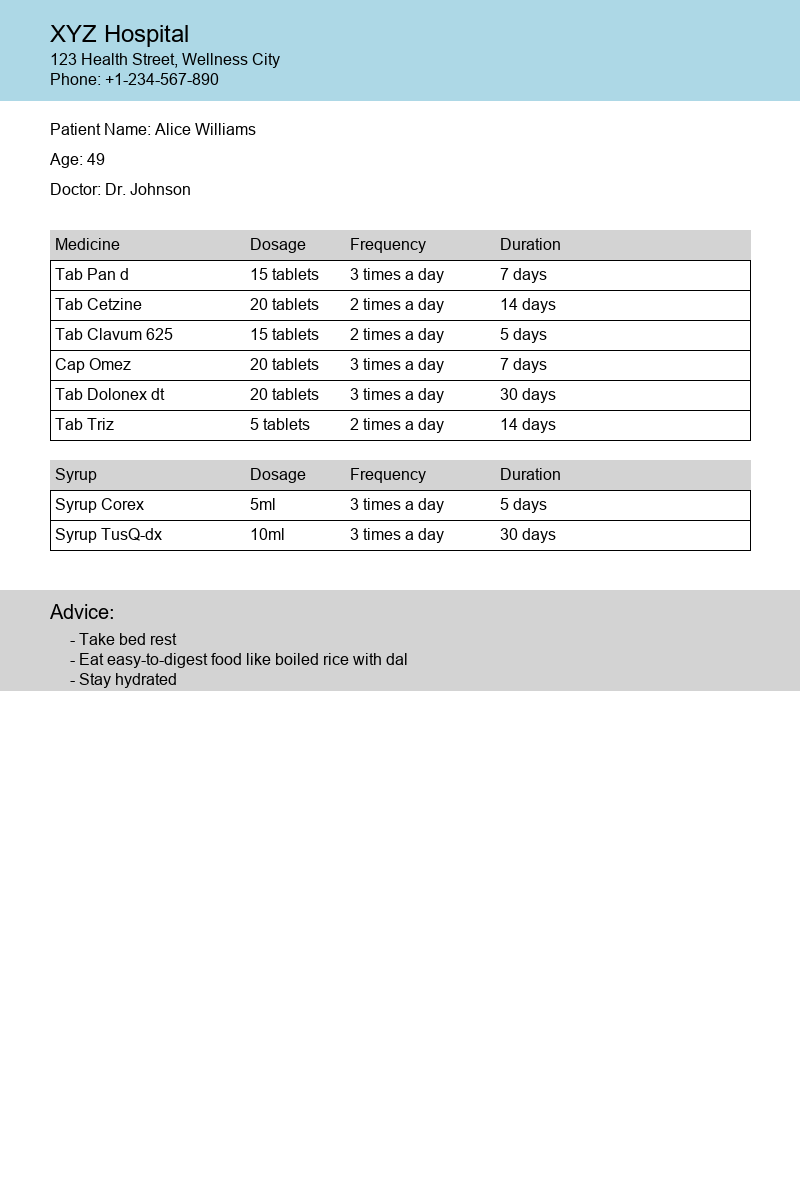 XYZ Hospital
123 Health Street, Wellness City
Phone: +1-234-567-890
Patient Name: Alice Williams
Age: 49
Doctor: Dr. Johnson
Medicine Dosage Frequency Duration
Tab Pan d 15 tablets 3 times a day 7 days
Tab Cetzine 20 tablets 2 times a day 14 days
Tab Clavum 625 15 tablets 2 times a day 5 days
Cap Omez 20 tablets 3 times a day 7 days
Tab Dolonex dt 20 tablets 3 times a day 30 days
Tab Triz 5 tablets 2 times a day 14 days
Syrup Dosage Frequency Duration
Syrup Corex 5ml 3 times a day 5 days
Syrup TusQ-dx 10ml 3 times a day 30 days
Advice:
- Take bed rest
- Eat easy-to-digest food like boiled rice with dal
- Stay hydrated